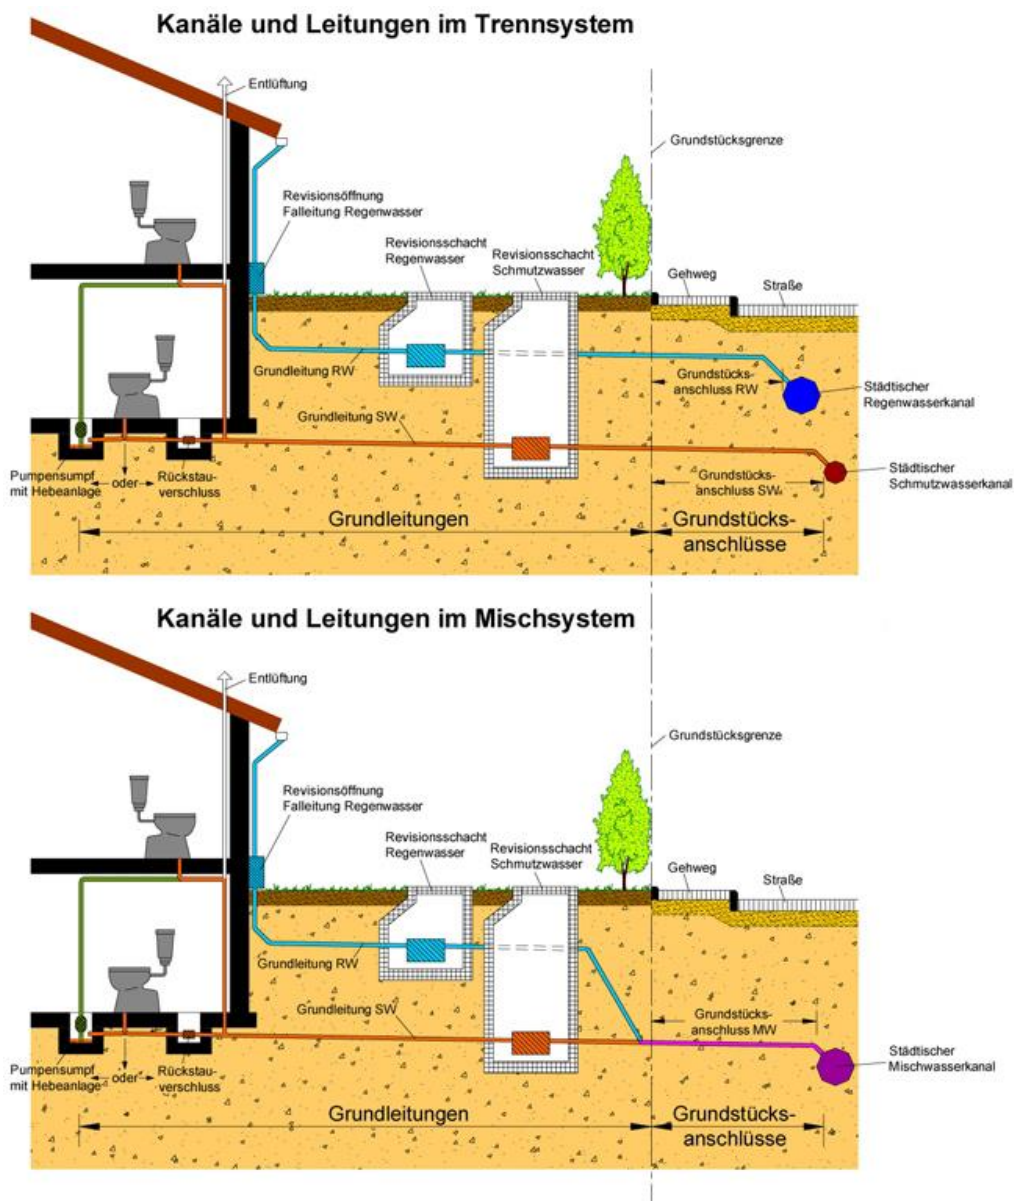 Kanäle und Leitungen im Trennsystem
Entlüftung
Grundstücksgrenze
Revisionsöffnung
Falleitung Regenwasser
Revisionsschacht
Regenwasser
Revisionsschacht
Schmutzwasser
Gehweg
Straße
Grundleitung RW
Grundstücks-
anschluss RW
Städtischer
Regenwasserkanal
Grundleitung SW
Pumpensumpf
mit Hebeanlage
oder
Rückstau-
verschluss
Grundstücks-
anschluss SW
Städtischer
Schmutzwasserkanal
Grundleitungen
Grundstücks-
anschlüsse
Kanäle und Leitungen im Mischsystem
Entlüftung
Grundstücksgrenze
Revisionsöffnung
Falleitung Regenwasser
Revisionsschacht
Regenwasser
Revisionsschacht
Schmutzwasser
Gehweg
Straße
Grundleitung RW
Grundleitung SW
Grundstücks-
anschluss MW
Städtischer
Mischwasserkanal
Pumpensumpf
mit Hebeanlage
oder
Rückstau-
verschluss
Grundleitungen
Grundstücks-
anschlüsse